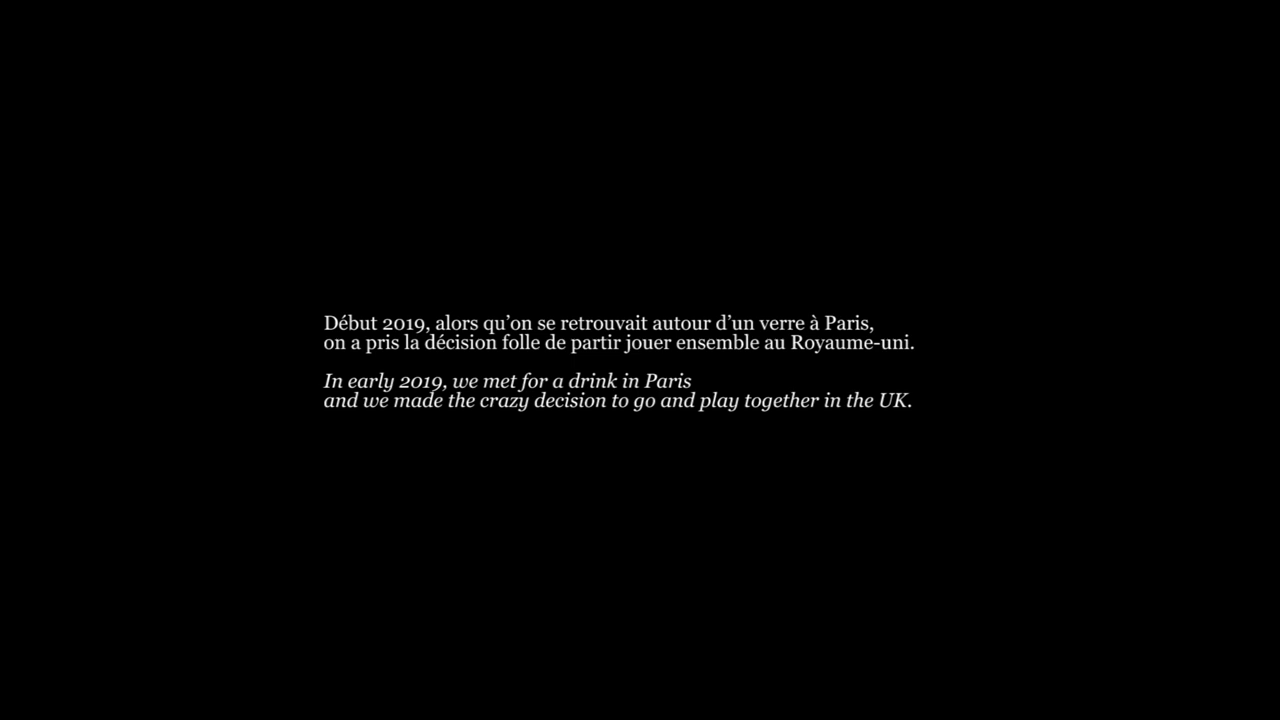 Début 2019, alors qu’on se retrouvait autour d’un verre à Paris,
on a pris la décision folle de partir jouer ensemble au Royaume-uni.
In early 2019, we met for a drink in Paris
and we made the crazy decision to go and play together in the UK.